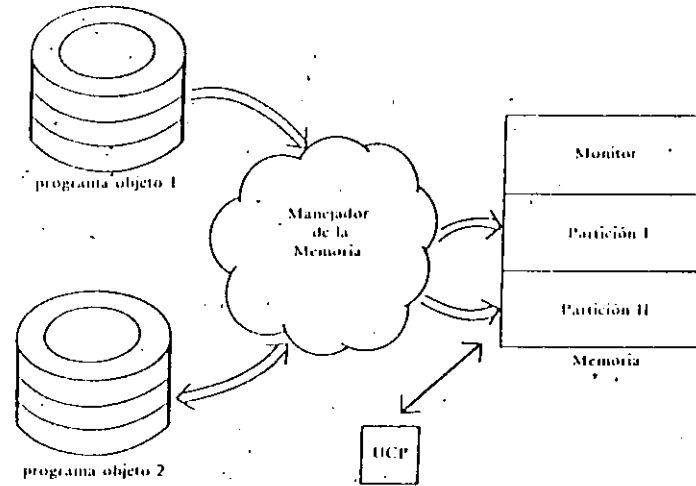 programa objeto 1
Manejador
de la
Memoria
Monitor
Partición I
Partición II
Memoria
UCP
programa objeto 2